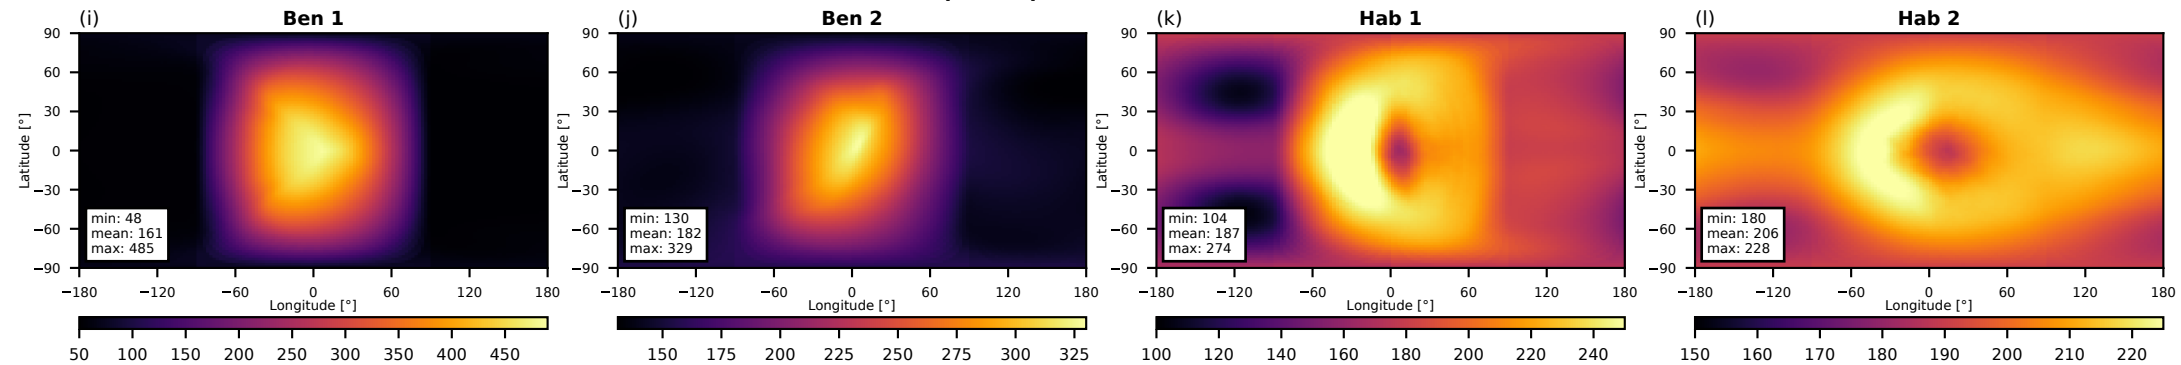 (i) Ben 1
90
60
30
0
−30
−60
−90
Latitude [°]
min: 48
mean: 161
max: 485
−180 −120 −60 0 60 120 180
Longitude [°]
50 100 150 200 250 300 350 400 450
(j) Ben 2
90
60
30
0
−30
−60
−90
Latitude [°]
min: 130
mean: 182
max: 329
−180 −120 −60 0 60 120 180
Longitude [°]
150 175 200 225 250 275 300 325
(k) Hab 1
90
60
30
0
−30
−60
−90
Latitude [°]
min: 104
mean: 187
max: 274
−180 −120 −60 0 60 120 180
Longitude [°]
100 120 140 160 180 200 220 240
(l) Hab 2
90
60
30
0
−30
−60
−90
Latitude [°]
min: 180
mean: 206
max: 228
−180 −120 −60 0 60 120 180
Longitude [°]
150 160 170 180 190 200 210 220